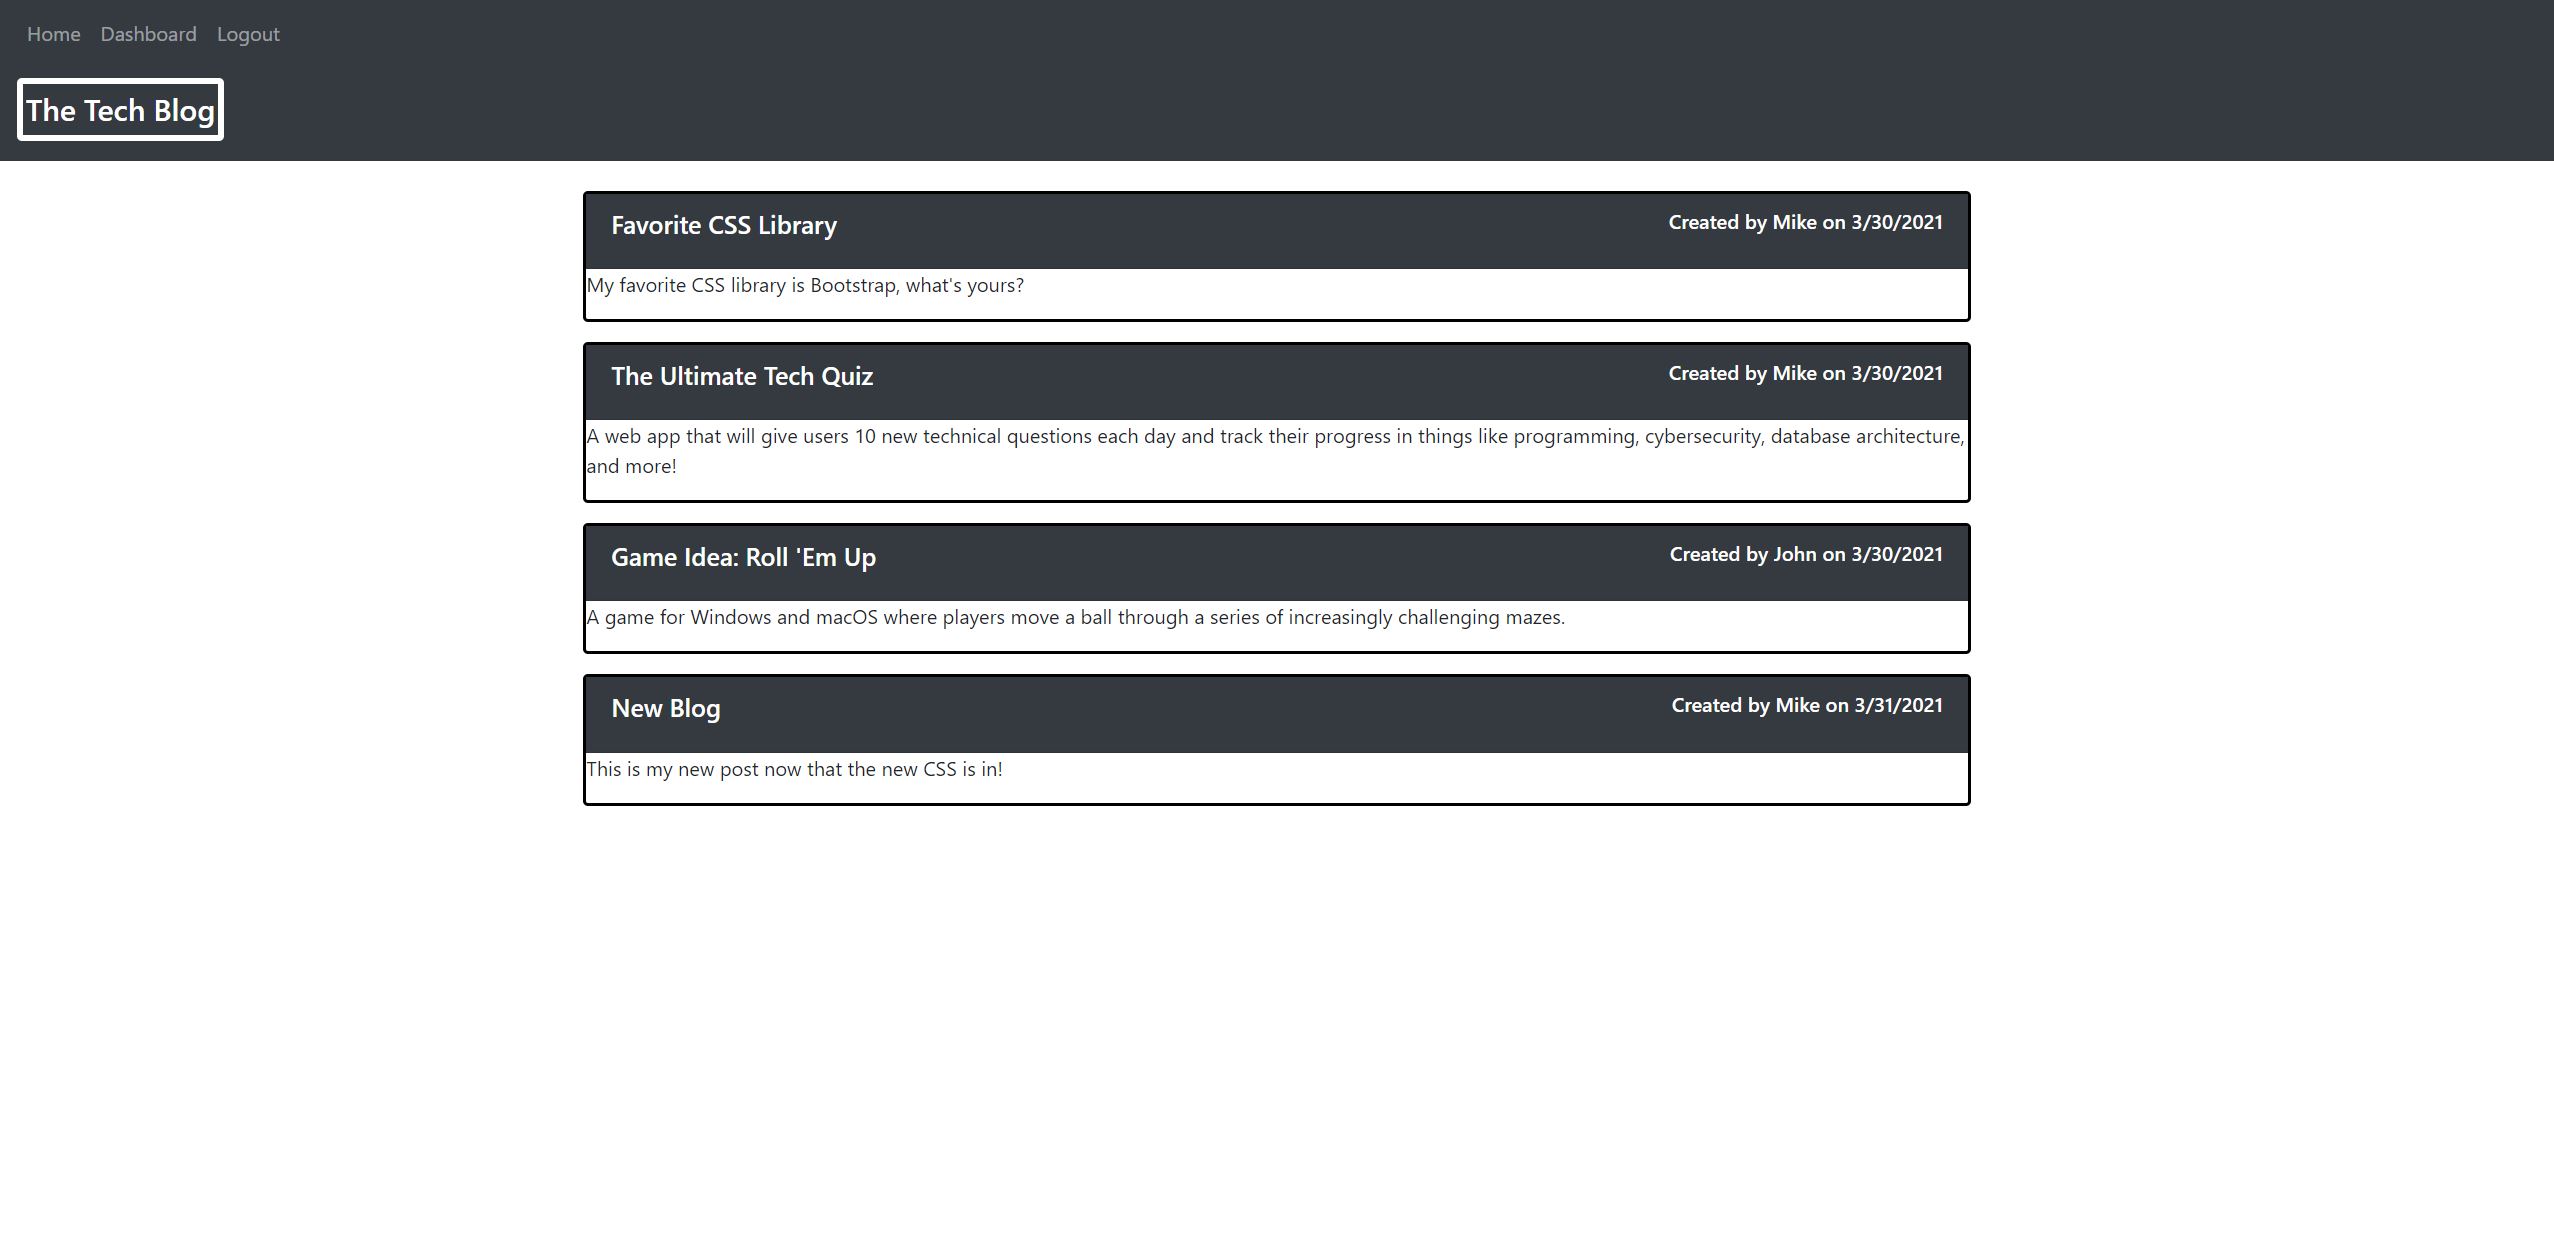 Home Dashboard Logout
The Tech Blog
Favorite CSS Library
Created by Mike on 3/30/2021
My favorite CSS library is Bootstrap, what's yours?
The Ultimate Tech Quiz
Created by Mike on 3/30/2021
A web app that will give users 10 new technical questions each day and track their progress in things like programming, cybersecurity, database architecture,
and more!
Game Idea: Roll 'Em Up
Created by John on 3/30/2021
A game for Windows and macOS where players move a ball through a series of increasingly challenging mazes.
New Blog
Created by Mike on 3/31/2021
This is my new post now that the new CSS is in!